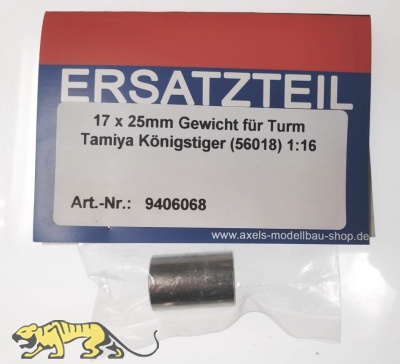 ERSATZTEIL
17 x 25mm Gewicht für Turm
Tamiya Königstiger (56018) 1:16
Art.-Nr.: 9406068
www.axels-modellbau-shop.de